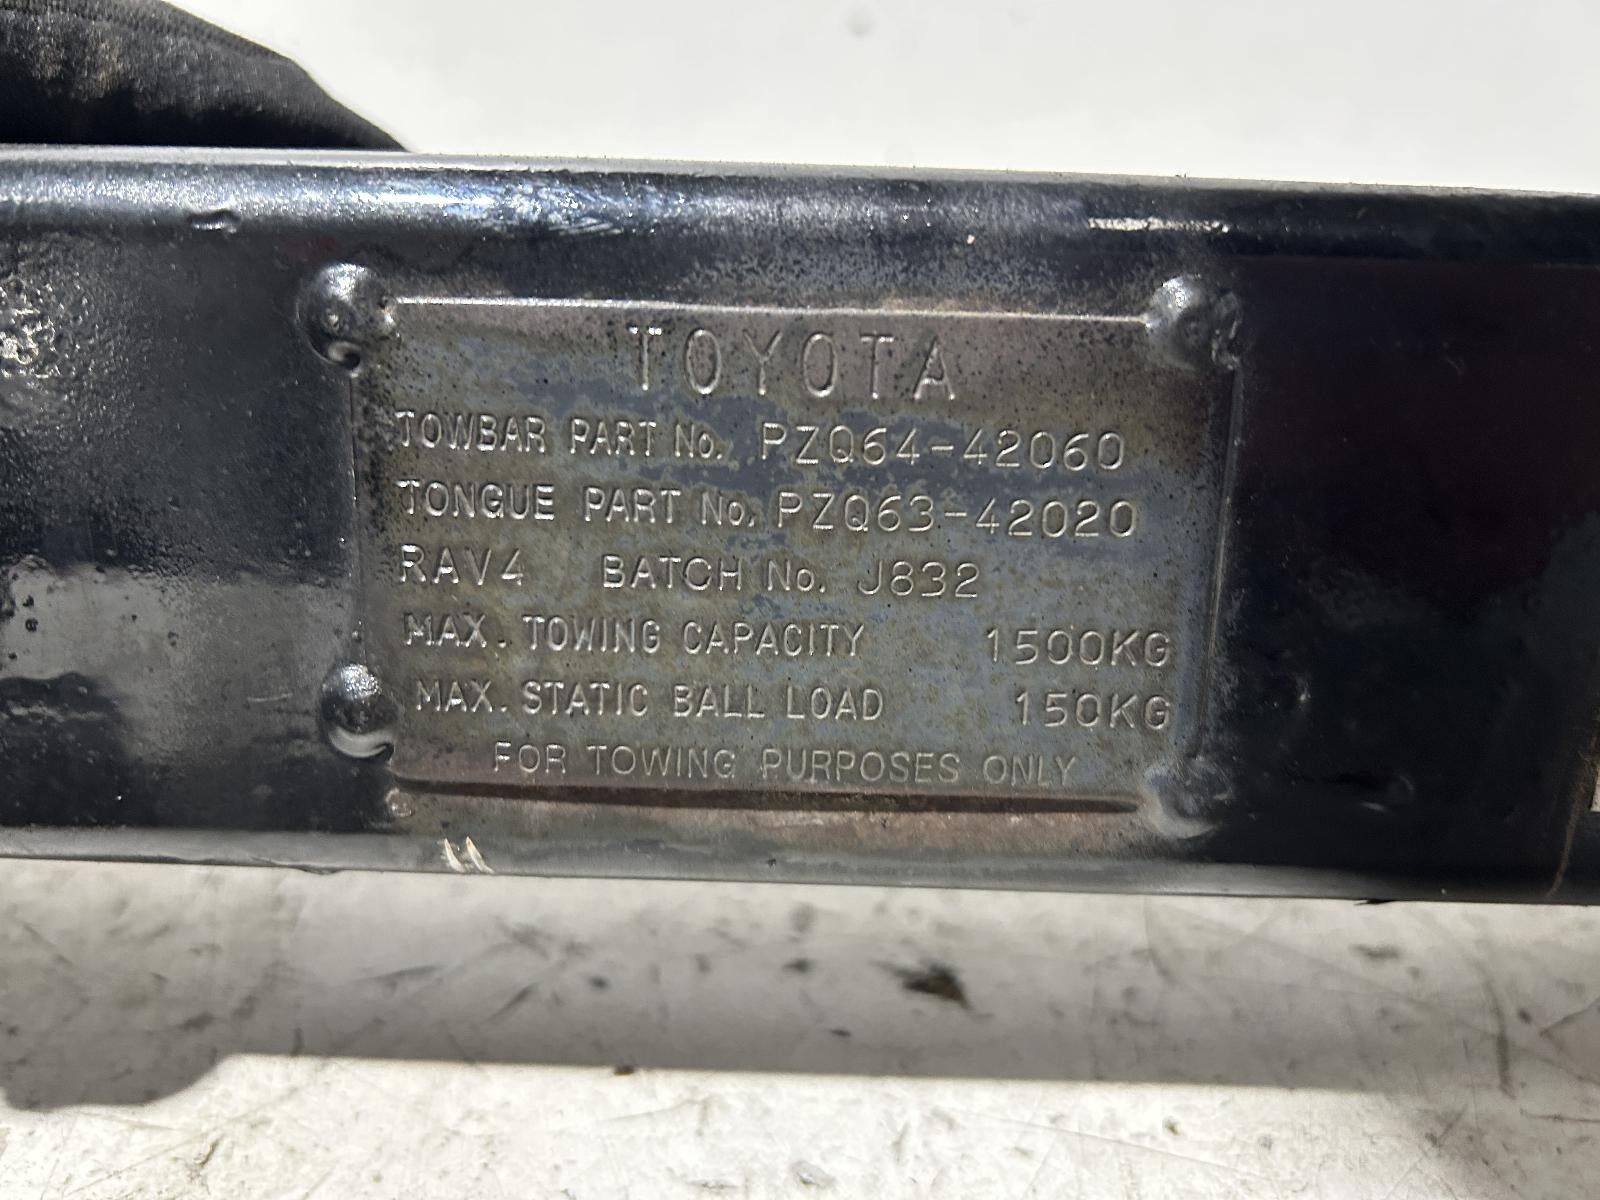 TOYOTA
TOWBAR PART No. PZQ64-42060
TONGUE PART No. PZQ63-42020
RAV4 BATCH No. J832
MAX. TOWING CAPACITY 1500KG
MAX. STATIC BALL LOAD 150KG
FOR TOWING PURPOSES ONLY